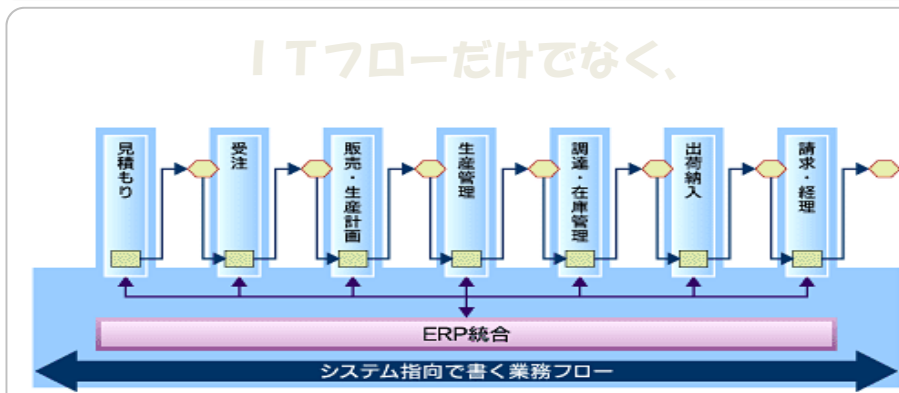 ITフローだけでなく、
見積もり
受注
販売・生産計画
生産管理
調達・在庫管理
出荷納入
請求・経理
ERP統合
システム指向で書く業務フロー